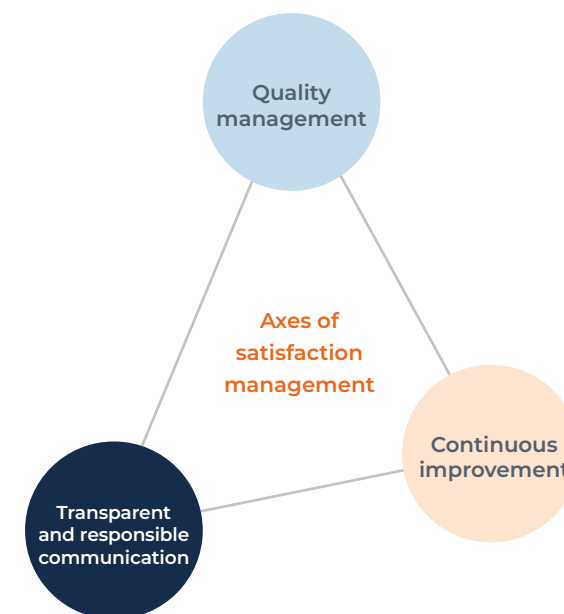 Quality
management
Axes of
satisfaction
management
Continuous
improvement
Transparent
and responsible
communication